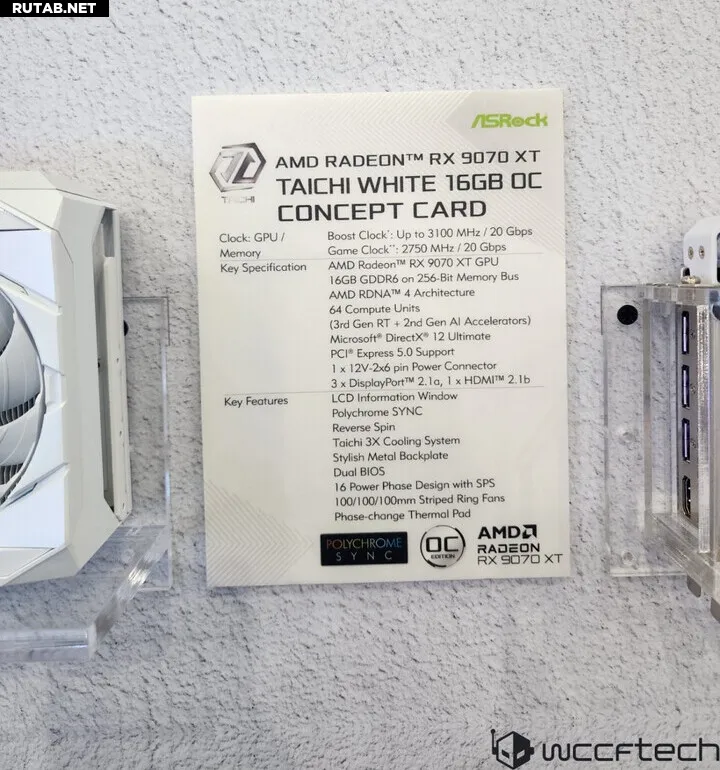 RUTAB.NET
ASRock
TAICHI
AMD RADEON™ RX 9070 XT
TAICHI WHITE 16GB OC
CONCEPT CARD
Clock: GPU / Memory
Boost Clock*: Up to 3100 MHz / 20 Gbps
Game Clock**: 2750 MHz / 20 Gbps
Key Specification
AMD Radeon™ RX 9070 XT GPU
16GB GDDR6 on 256-Bit Memory Bus
AMD RDNA™ 4 Architecture
64 Compute Units
(3rd Gen RT + 2nd Gen AI Accelerators)
Microsoft® DirectX® 12 Ultimate
PCI® Express 5.0 Support
1 x 12V-2x6 pin Power Connector
3 x DisplayPort™ 2.1a, 1 x HDMI™ 2.1b
Key Features
LCD Information Window
Polychrome SYNC
Reverse Spin
Taichi 3X Cooling System
Stylish Metal Backplate
Dual BIOS
16 Power Phase Design with SPS
100/100/100mm Striped Ring Fans
Phase-change Thermal Pad
POLYCHROME
SYNC
OC
EDITION
AMD
RADEON
RX 9070 XT
wccftech